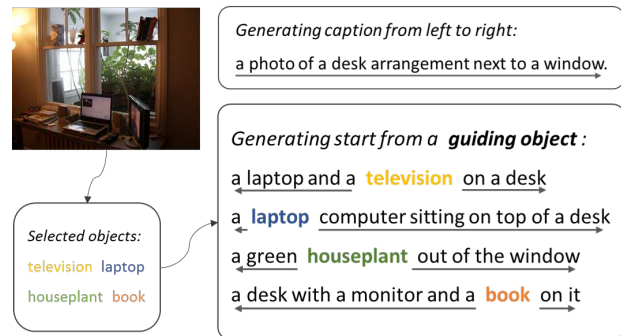 Generating caption from left to right:
a photo of a desk arrangement next to a window.
Generating start from a guiding object :
a laptop and a television on a desk
a laptop computer sitting on top of a desk
a green houseplant out of the window
a desk with a monitor and a book on it
Selected objects:
television laptop
houseplant book